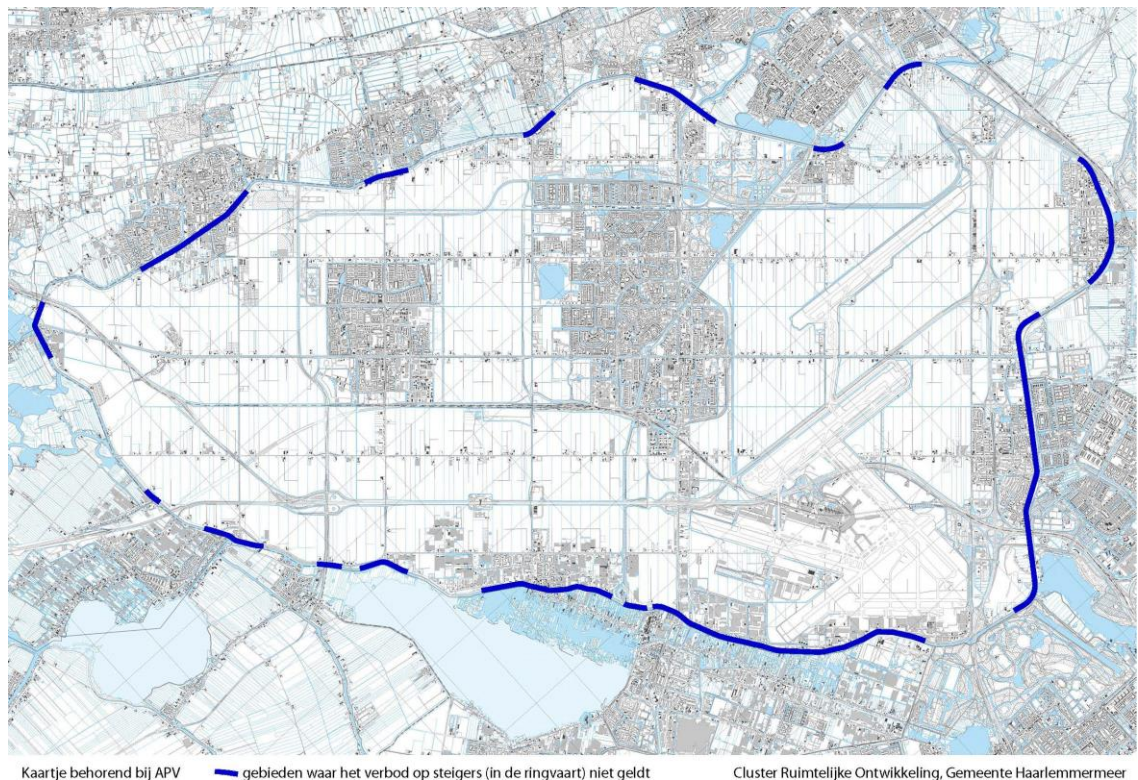 Kaartje behorend bij APV gebieden waar het verbod op steigers (in de ringvaart) niet geldt Cluster Ruimtelijke Ontwikkeling, Gemeente Haarlemmermeer